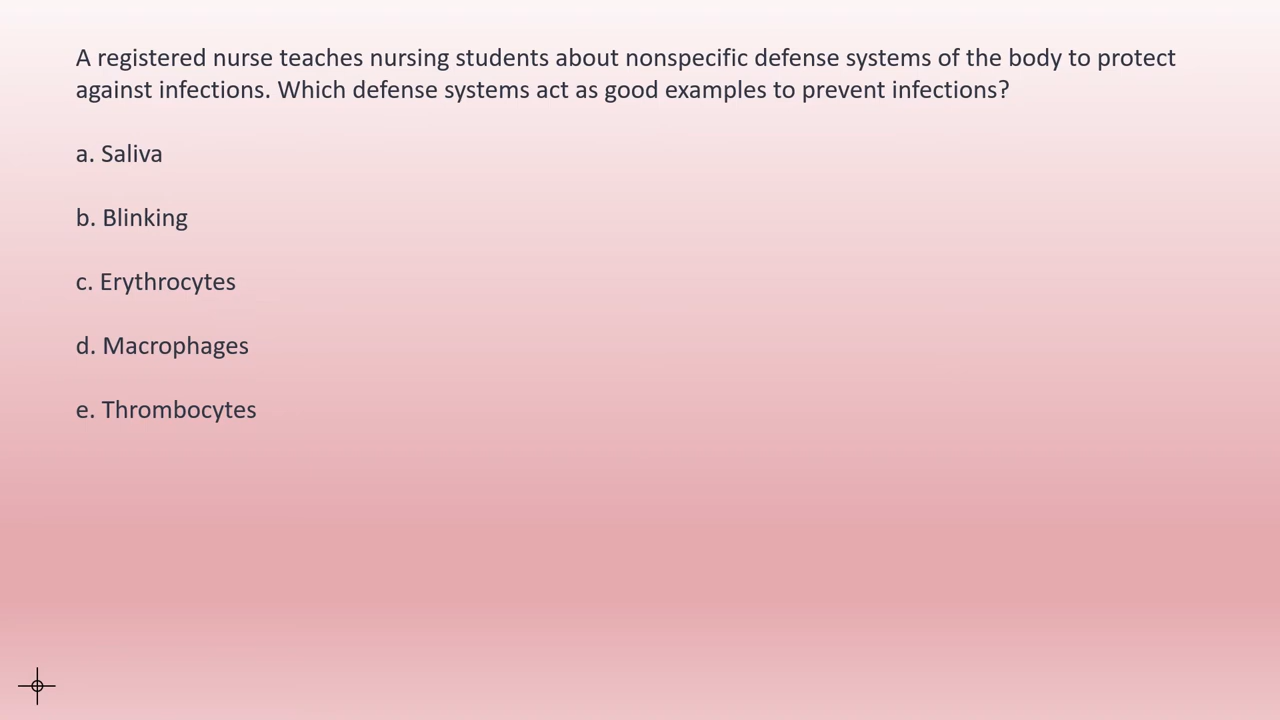 A registered nurse teaches nursing students about nonspecific defense systems of the body to protect
against infections. Which defense systems act as good examples to prevent infections?
a. Saliva
b. Blinking
c. Erythrocytes
d. Macrophages
e. Thrombocytes